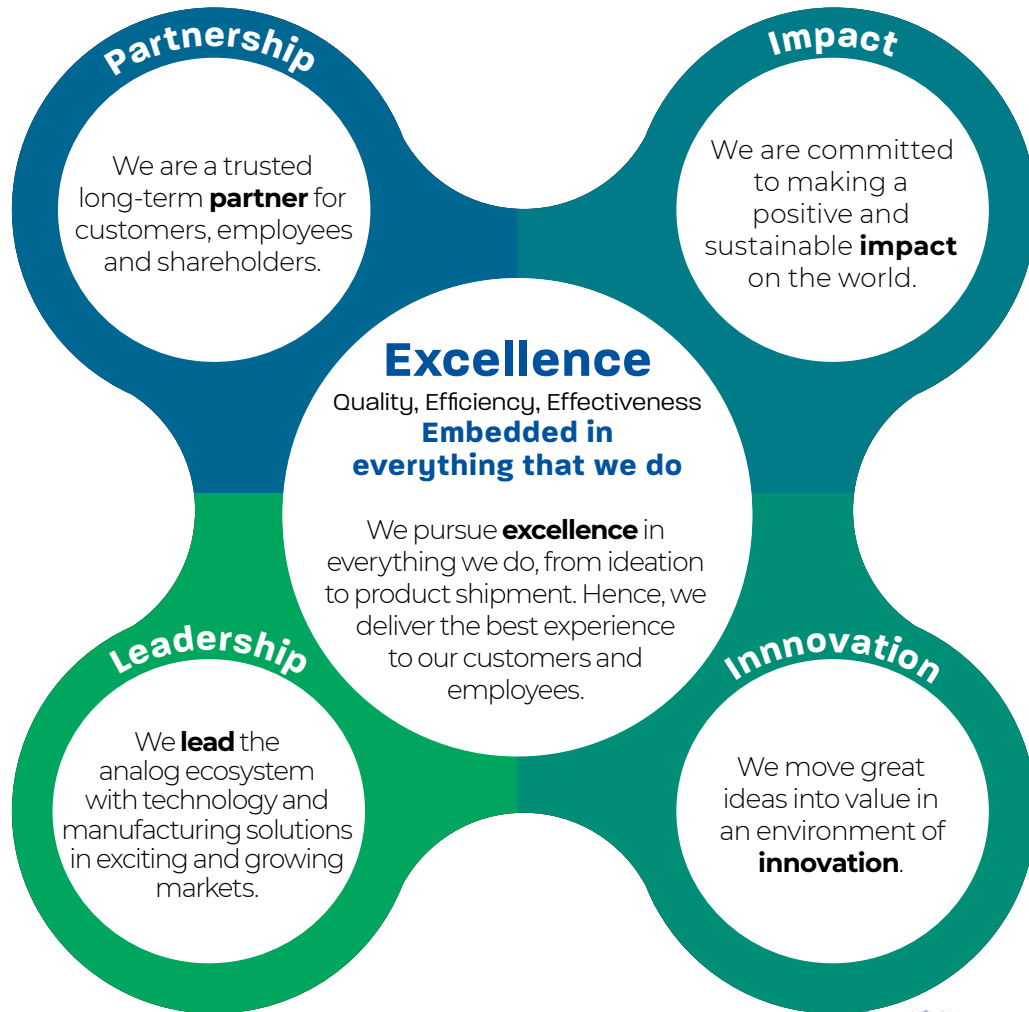 Partnership
We are a trusted
long-term partner for
customers, employees
and shareholders.
Impact
We are committed
to making a
positive and
sustainable impact
on the world.
Excellence
Quality, Efficiency, Effectiveness
Embedded in
everything that we do
We pursue excellence in
everything we do, from ideation
to product shipment. Hence, we
deliver the best experience
to our customers and
employees.
Leadership
We lead the
analog ecosystem
with technology and
manufacturing solutions
in exciting and growing
markets.
Innnovation
We move great
ideas into value in
an environment of
innovation.